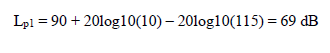 Lp1 = 90 + 20log10(10) – 20log10(115) = 69 dB